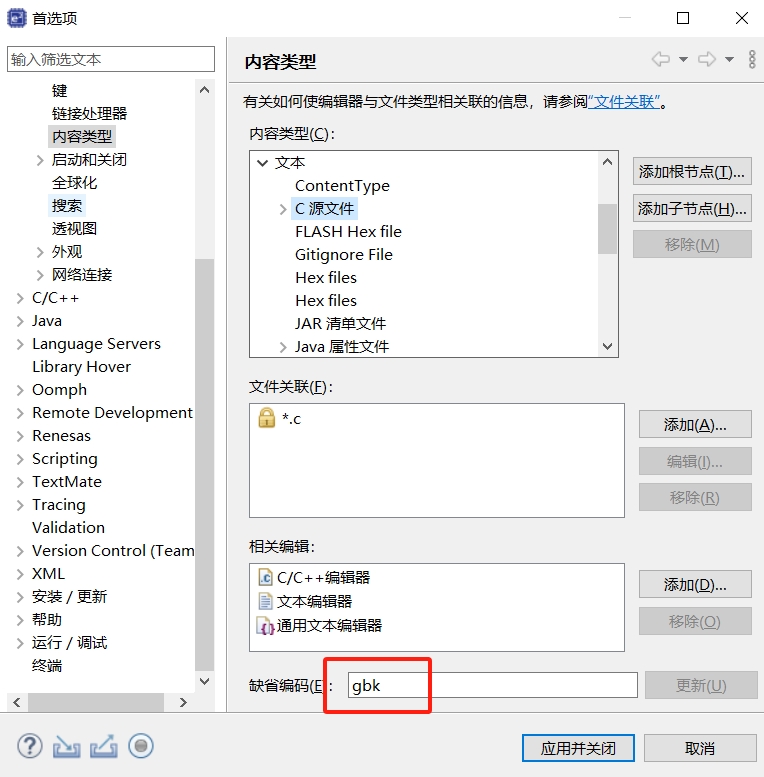 首选项
输入筛选文本
键
链接处理器
内容类型
启动和关闭
全球化
搜索
透视图
外观
网络连接
C/C++
Java
Language Servers
Library Hover
Oomph
Remote Development
Renesas
Scripting
TextMate
Tracing
Validation
Version Control (Team
XML
安装 / 更新
帮助
运行 / 调试
终端
内容类型
有关如何使编辑器与文件类型相关联的信息，请参阅“文件关联”。
内容类型(C):
文本
ContentType
C 源文件
FLASH Hex file
Gitignore File
Hex files
Hex files
JAR 清单文件
Java 属性文件
添加根节点(T)...
添加子节点(H)...
移除(M)
文件关联(F):
*.c
添加(A)...
编辑(I)...
移除(R)
相关编辑:
C/C++编辑器
文本编辑器
通用文本编辑器
添加(D)...
移除(O)
缺省编码(E): gbk
更新(U)
应用并关闭
取消